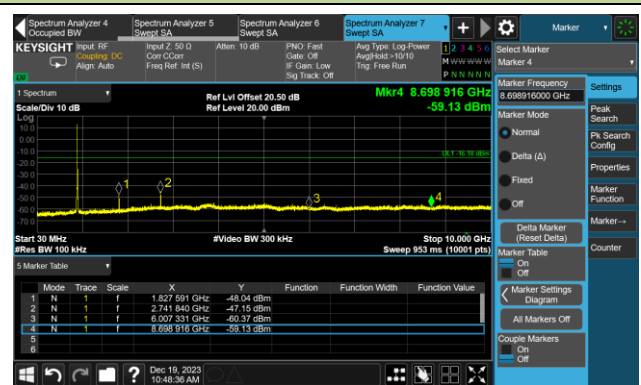 Spectrum Analyzer 4
Occupied BW
Spectrum Analyzer 5
Swept SA
Spectrum Analyzer 6
Swept SA
Spectrum Analyzer 7
Swept SA
Marker
KEYSIGHT
Input: RF
Coupling: DC
Align: Auto
Input Z: 50 Ω
Corr CCorr
Freq Ref: Int (S)
Atten: 10 dB
PNO: Fast
Gate: Off
IF Gain: Low
Sig Track: Off
Avg Type: Log-Power
Avg|Hold:>10/10
Trig: Free Run
1 2 3 4 5 6
M W W W W W
P N N N N N
Select Marker
Marker 4
1 Spectrum
Scale/Div 10 dB
Log
Ref Lvl Offset 20.50 dB
Ref Level 20.00 dBm
Mkr4 8.698 916 GHz
-59.13 dBm
10.0
0.00
-10.0
-20.0
-30.0
-40.0
-50.0
-60.0
-70.0
1
2
3
4
Start 30 MHz
#Res BW 100 kHz
#Video BW 300 kHz
Stop 10.000 GHz
Sweep 953 ms (10001 pts)
5 Marker Table
Mode Trace Scale X Y Function Function Width Function Value
1 N 1 f 1.827 591 GHz -48.04 dBm
2 N 1 f 2.741 840 GHz -47.15 dBm
3 N 1 f 6.007 331 GHz -60.37 dBm
4 N 1 f 8.698 916 GHz -59.13 dBm
5
6
Marker Frequency
8.698916000 GHz
Marker Mode
Normal
Delta (Δ)
Fixed
Off
Delta Marker
(Reset Delta)
Marker Table
On
Off
Marker Settings
Diagram
All Markers Off
Couple Markers
On
Off
Settings
Peak
Search
Pk Search
Config
Properties
Marker
Function
Marker→
Counter
Dec 19, 2023
10:48:36 AM